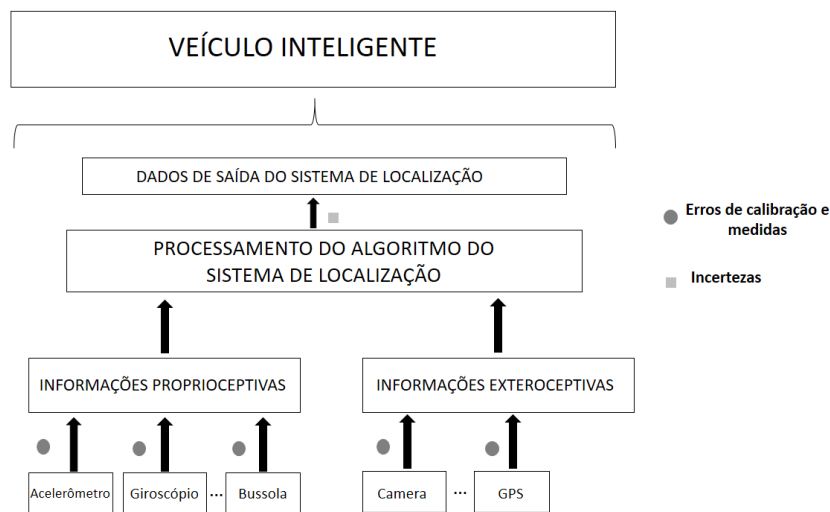 VEÍCULO INTELIGENTE
DADOS DE SAÍDA DO SISTEMA DE LOCALIZAÇÃO
PROCESSAMENTO DO ALGORITMO DO
SISTEMA DE LOCALIZAÇÃO
Erros de calibração e
medidas
Incertezas
INFORMAÇÕES PROPRIOCEPTIVAS
INFORMAÇÕES EXTEROCEPTIVAS
Acelerômetro
Giroscópio
...
Bussola
Camera
...
GPS